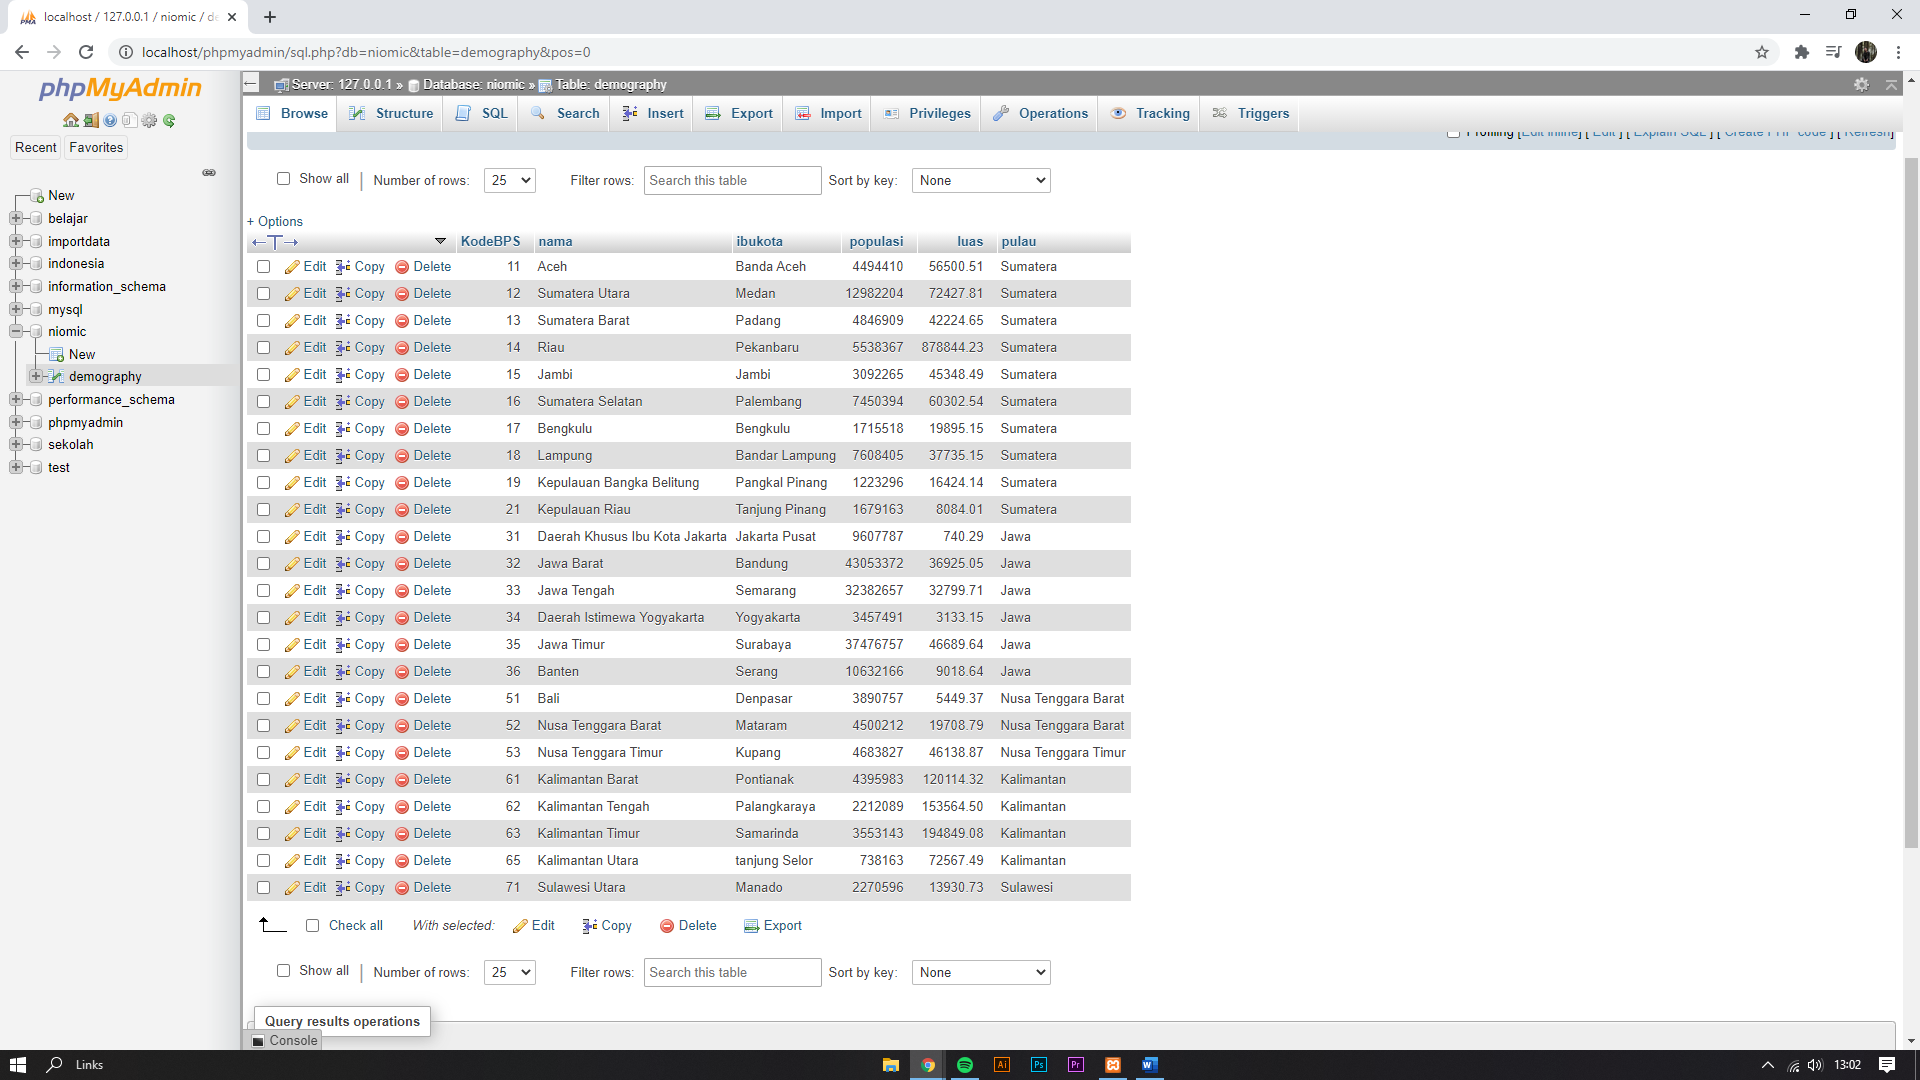 localhost / 127.0.0.1 / niomic / de
localhost/phpmyadmin/sql.php?db=niomic&table=demography&pos=0
phpMyAdmin
Recent Favorites
New
belajar
importdata
indonesia
information_schema
mysql
niomic
New
demography
performance_schema
phpmyadmin
sekolah
test
Server: 127.0.0.1 » Database: niomic » Table: demography
Browse Structure SQL Search Insert Export Import Privileges Operations Tracking Triggers
Profiling [Edit inline] [ Edit ] [ Explain SQL ] [ Create PHP code ] [ Refresh]
Show all | Number of rows: 25 Filter rows: Search this table Sort by key: None
+ Options
←T→ KodeBPS nama ibukota populasi luas pulau
Edit Copy Delete 11 Aceh Banda Aceh 4494410 56500.51 Sumatera
Edit Copy Delete 12 Sumatera Utara Medan 12982204 72427.81 Sumatera
Edit Copy Delete 13 Sumatera Barat Padang 4846909 42224.65 Sumatera
Edit Copy Delete 14 Riau Pekanbaru 5538367 878844.23 Sumatera
Edit Copy Delete 15 Jambi Jambi 3092265 45348.49 Sumatera
Edit Copy Delete 16 Sumatera Selatan Palembang 7450394 60302.54 Sumatera
Edit Copy Delete 17 Bengkulu Bengkulu 1715518 19895.15 Sumatera
Edit Copy Delete 18 Lampung Bandar Lampung 7608405 37735.15 Sumatera
Edit Copy Delete 19 Kepulauan Bangka Belitung Pangkal Pinang 1223296 16424.14 Sumatera
Edit Copy Delete 21 Kepulauan Riau Tanjung Pinang 1679163 8084.01 Sumatera
Edit Copy Delete 31 Daerah Khusus Ibu Kota Jakarta Jakarta Pusat 9607787 740.29 Jawa
Edit Copy Delete 32 Jawa Barat Bandung 43053372 36925.05 Jawa
Edit Copy Delete 33 Jawa Tengah Semarang 32382657 32799.71 Jawa
Edit Copy Delete 34 Daerah Istimewa Yogyakarta Yogyakarta 3457491 3133.15 Jawa
Edit Copy Delete 35 Jawa Timur Surabaya 37476757 46689.64 Jawa
Edit Copy Delete 36 Banten Serang 10632166 9018.64 Jawa
Edit Copy Delete 51 Bali Denpasar 3890757 5449.37 Nusa Tenggara Barat
Edit Copy Delete 52 Nusa Tenggara Barat Mataram 4500212 19708.79 Nusa Tenggara Barat
Edit Copy Delete 53 Nusa Tenggara Timur Kupang 4683827 46138.87 Nusa Tenggara Timur
Edit Copy Delete 61 Kalimantan Barat Pontianak 4395983 120114.32 Kalimantan
Edit Copy Delete 62 Kalimantan Tengah Palangkaraya 2212089 153564.50 Kalimantan
Edit Copy Delete 63 Kalimantan Timur Samarinda 3553143 194849.08 Kalimantan
Edit Copy Delete 65 Kalimantan Utara tanjung Selor 738163 72567.49 Kalimantan
Edit Copy Delete 71 Sulawesi Utara Manado 2270596 13930.73 Sulawesi
Check all With selected: Edit Copy Delete Export
Show all | Number of rows: 25 Filter rows: Search this table Sort by key: None
Query results operations
Console
Links
Ai Ps Pr
13:02